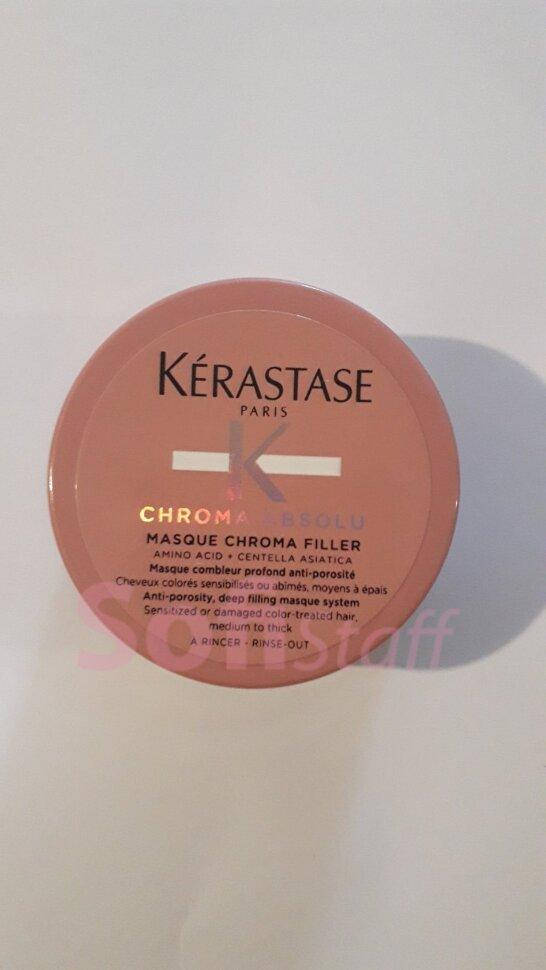 KÉRASTASE
PARIS
K
CHROMA ABSOLU
MASQUE CHROMA FILLER
AMINO ACID + CENTELLA ASIATICA
Masque combleur profond anti-porosité
Cheveux colorés sensibilisés ou abîmés, moyens à épais
Anti-porosity, deep filling masque system
Sensitized or damaged color-treated hair,
medium to thick
À RINCER - RINSE-OUT
Sonstaff